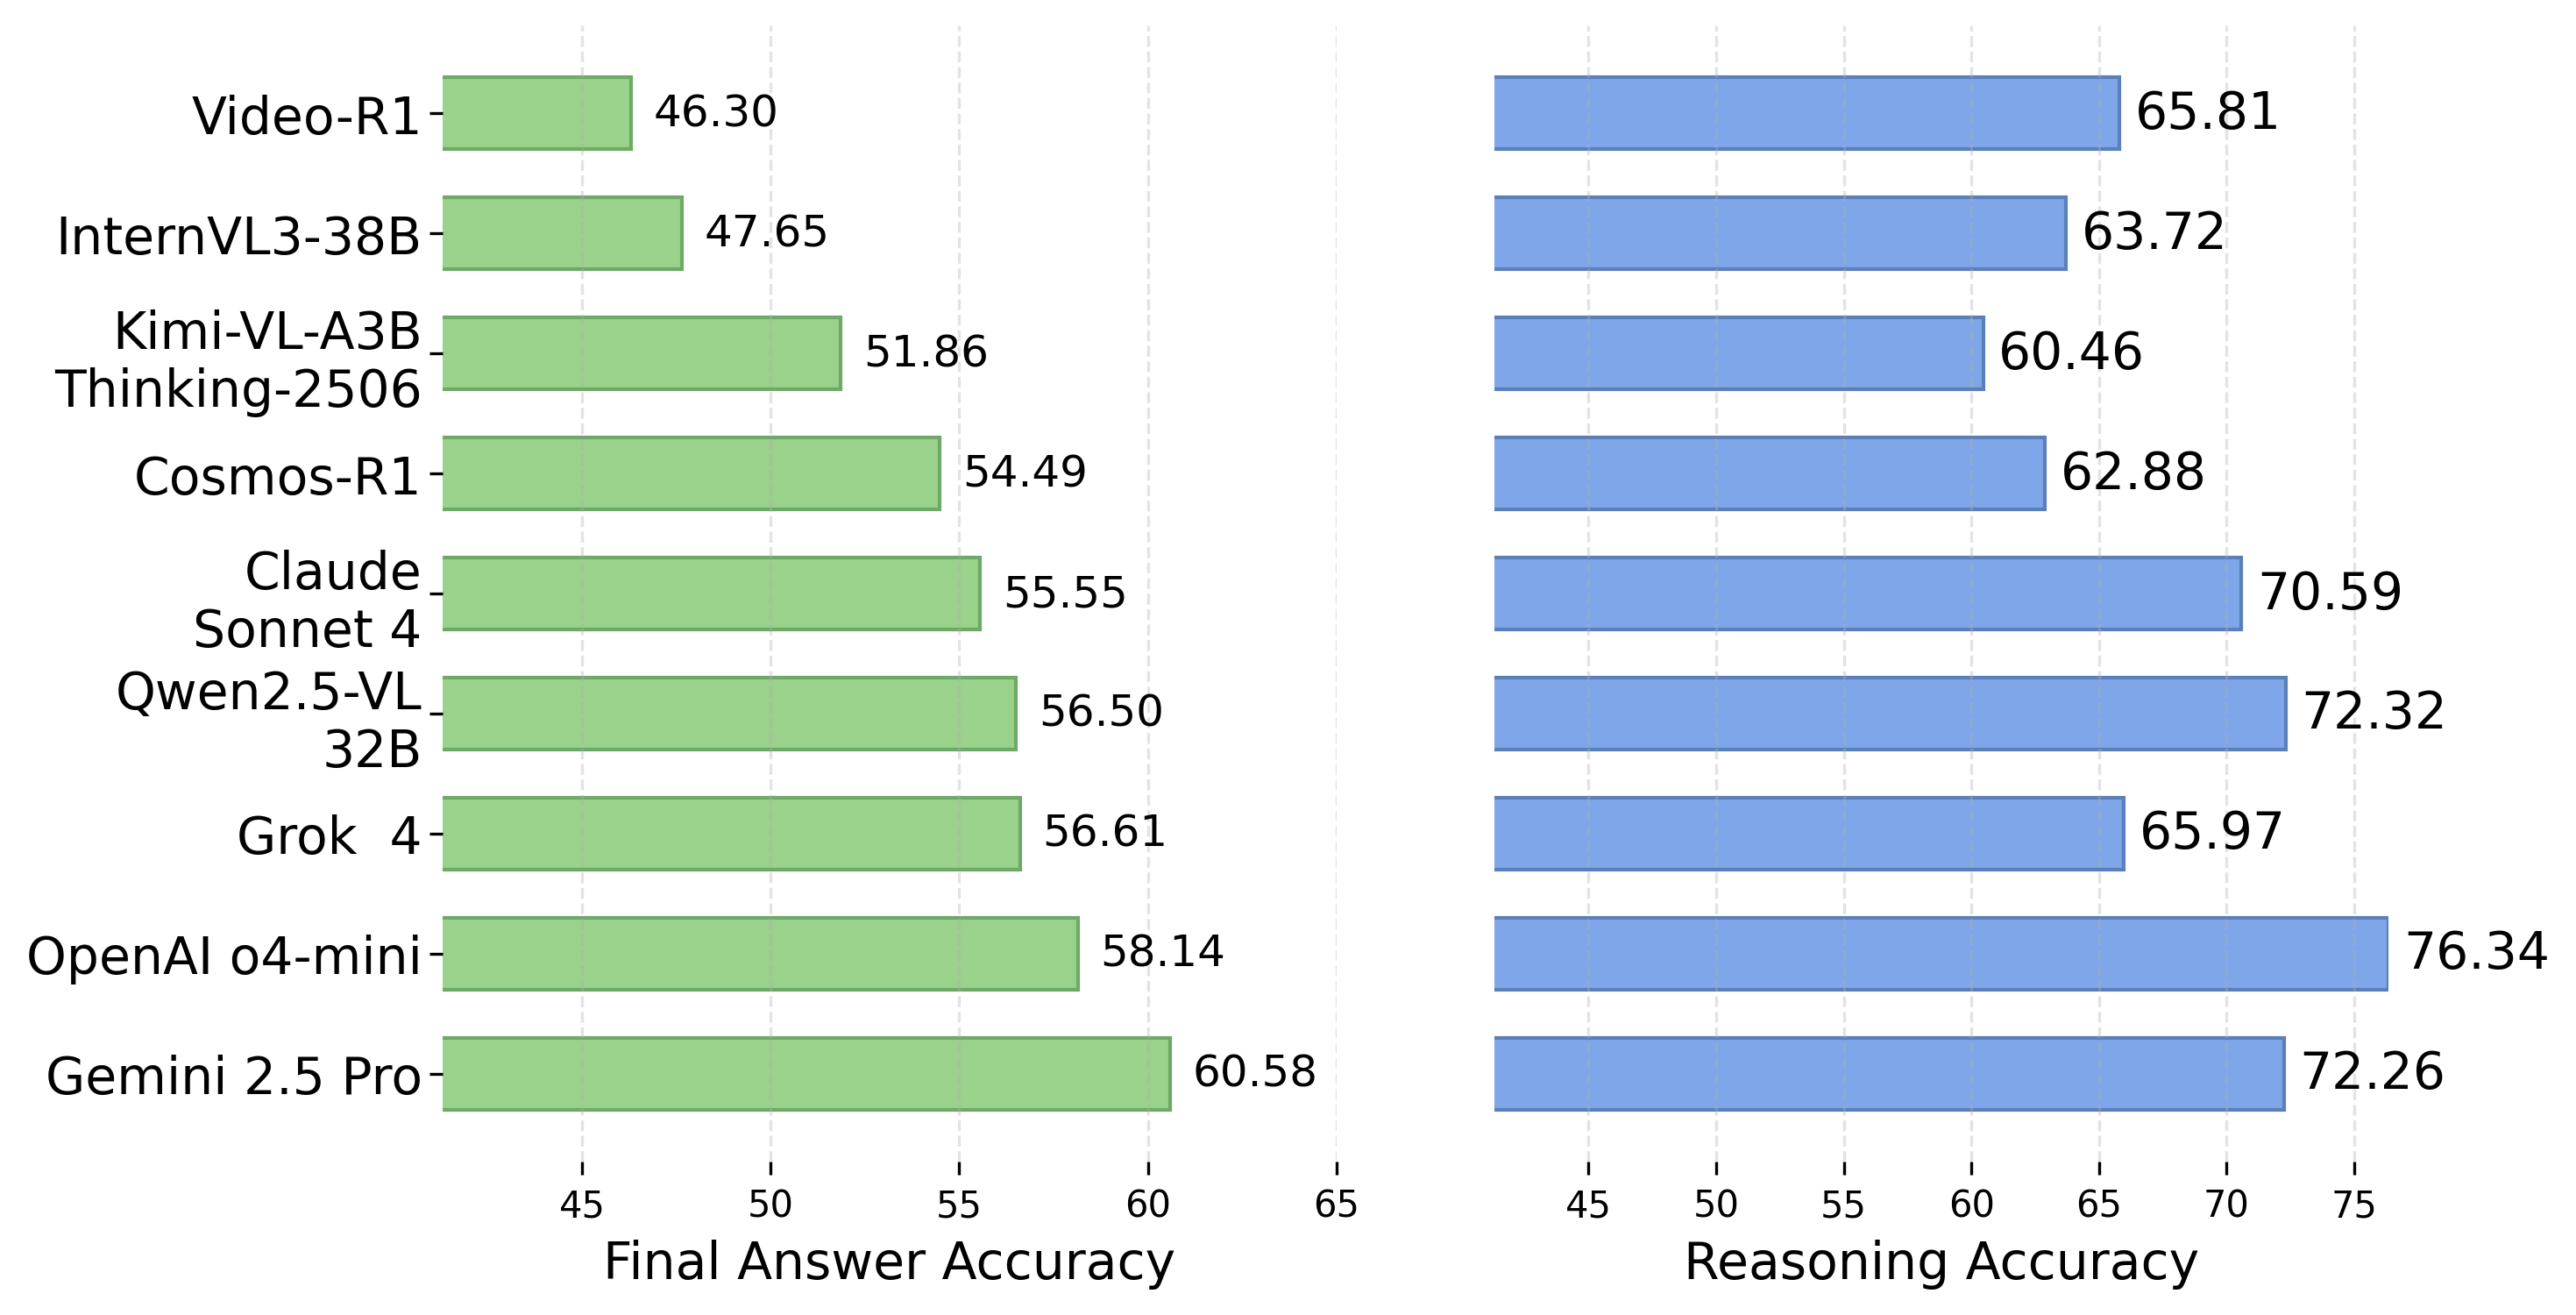 Video-R1
46.30
65.81
InternVL3-38B
47.65
63.72
Kimi-VL-A3B
Thinking-2506
51.86
60.46
Cosmos-R1
54.49
62.88
Claude
Sonnet 4
55.55
70.59
Qwen2.5-VL
32B
56.50
72.32
Grok  4
56.61
65.97
OpenAI o4-mini
58.14
76.34
Gemini 2.5 Pro
60.58
72.26
45 50 55 60 65
45 50 55 60 65 70 75
Final Answer Accuracy
Reasoning Accuracy